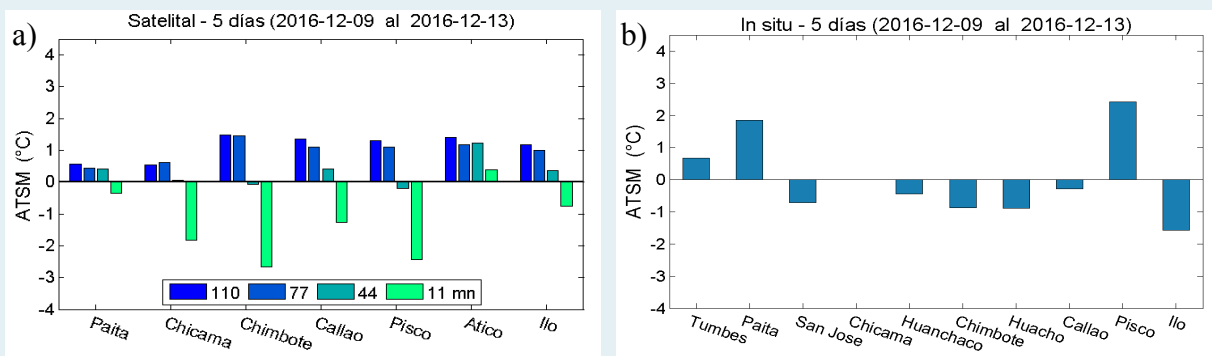 a)
Satelital - 5 días (2016-12-09 al 2016-12-13)
ATSM (°C)
4
3
2
1
0
-1
-2
-3
-4
110 77 44 11 mn
Paita Chicama Chimbote Callao Pisco Atico Ilo
b)
In situ - 5 días (2016-12-09 al 2016-12-13)
ATSM (°C)
4
3
2
1
0
-1
-2
-3
-4
Tumbes Paita San Jose Chicama Huanchaco Chimbote Huacho Callao Pisco Ilo